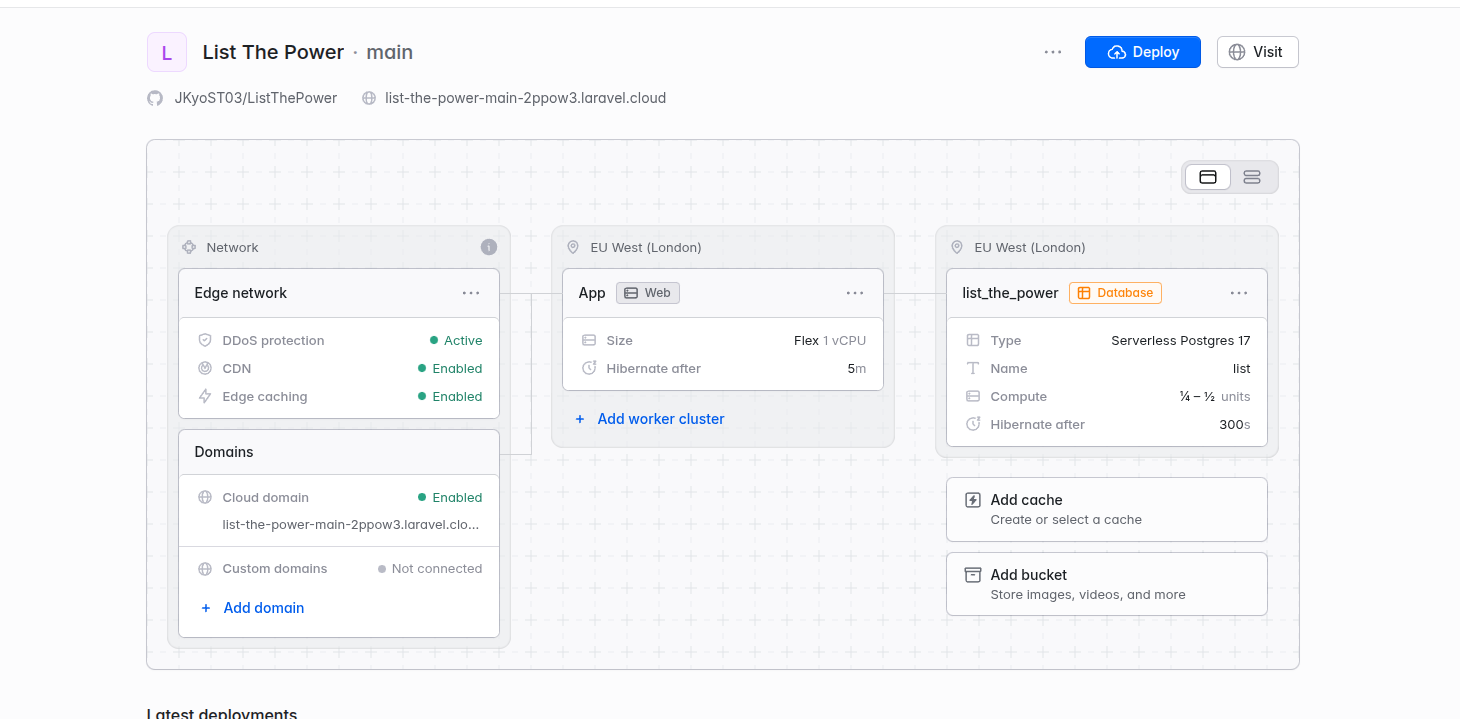 L
List The Power · main
Deploy
Visit
JKyoST03/ListThePower
list-the-power-main-2ppow3.laravel.cloud
Network
Edge network
DDoS protection Active
CDN Enabled
Edge caching Enabled
Domains
Cloud domain Enabled
list-the-power-main-2ppow3.laravel.clo...
Custom domains Not connected
+ Add domain
EU West (London)
App Web
Size Flex 1 vCPU
Hibernate after 5m
+ Add worker cluster
EU West (London)
list_the_power Database
Type Serverless Postgres 17
Name list
Compute ¼ – ½ units
Hibernate after 300s
Add cache
Create or select a cache
Add bucket
Store images, videos, and more
Latest deployments